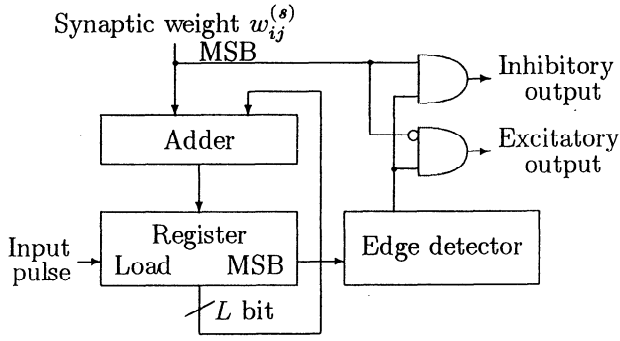 Synaptic weight $w_{ij}^{(s)}$
MSB
Inhibitory
output
Adder
Excitatory
output
Register
Load MSB
Input
pulse
Edge detector
L bit